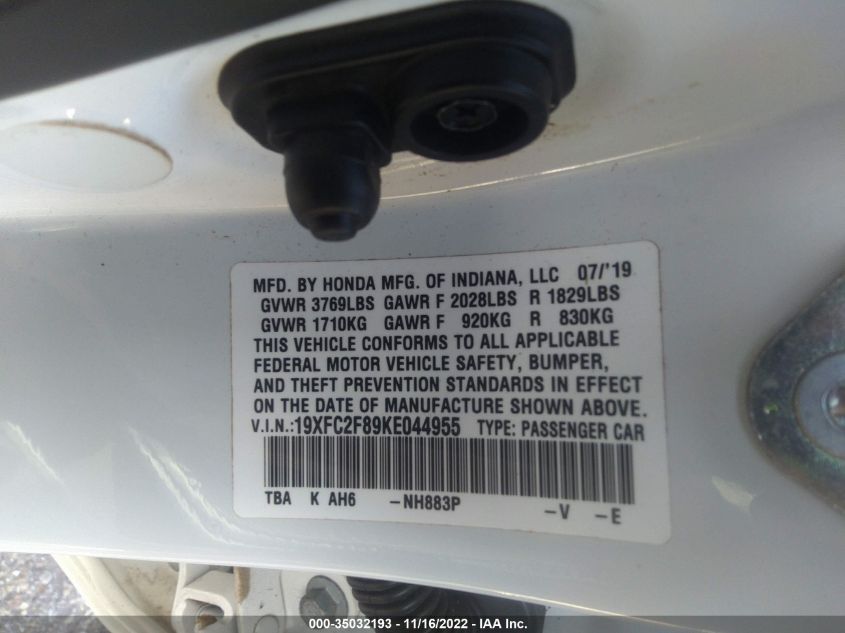 MFD. BY HONDA MFG. OF INDIANA, LLC 07/'19
GVWR 3769LBS GAWR F 2028LBS R 1829LBS
GVWR 1710KG GAWR F 920KG R 830KG
THIS VEHICLE CONFORMS TO ALL APPLICABLE
FEDERAL MOTOR VEHICLE SAFETY, BUMPER,
AND THEFT PREVENTION STANDARDS IN EFFECT
ON THE DATE OF MANUFACTURE SHOWN ABOVE.
V.I.N.:19XFC2F89KE044955 TYPE: PASSENGER CAR
TBA K AH6 -NH883P -V -E
000-35032193 - 11/16/2022 - IAA Inc.